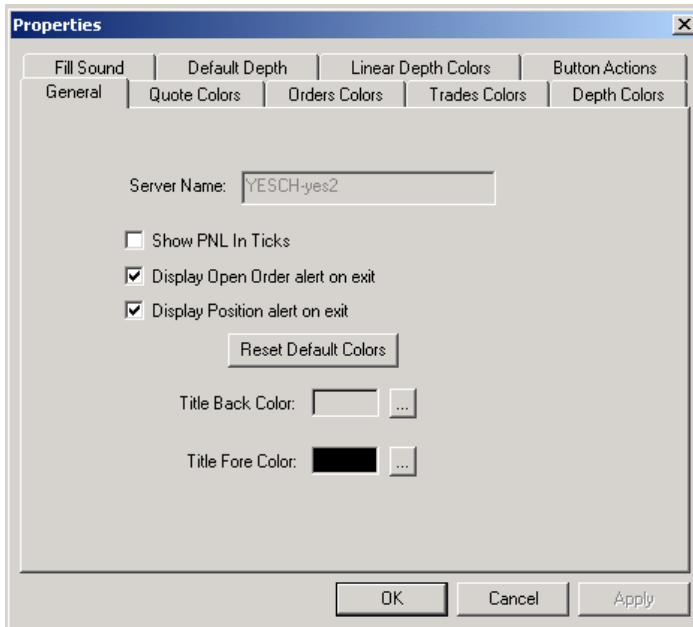 Properties
Fill Sound Default Depth Linear Depth Colors Button Actions
General Quote Colors Orders Colors Trades Colors Depth Colors
Server Name: YESCH-yes2
Show PNL In Ticks
Display Open Order alert on exit
Display Position alert on exit
Reset Default Colors
Title Back Color: ...
Title Fore Color: ...
OK Cancel Apply